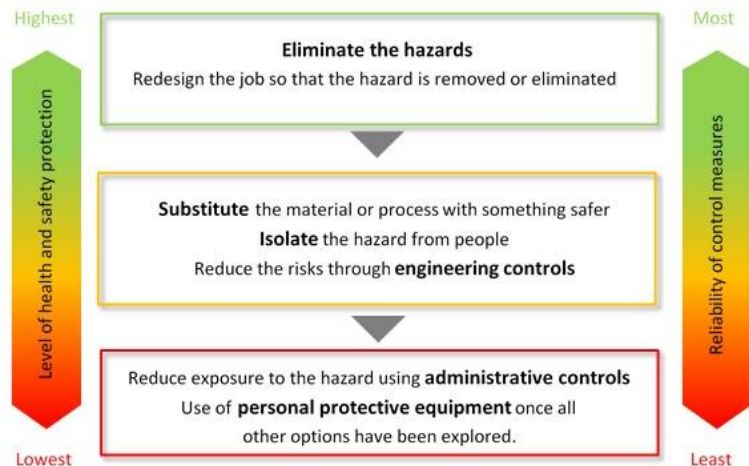 Highest
Most
Eliminate the hazards
Redesign the job so that the hazard is removed or eliminated
Level of health and safety protection
Substitute the material or process with something safer
Isolate the hazard from people
Reduce the risks through engineering controls
Reliability of control measures
Reduce exposure to the hazard using administrative controls
Use of personal protective equipment once all
other options have been explored.
Lowest
Least